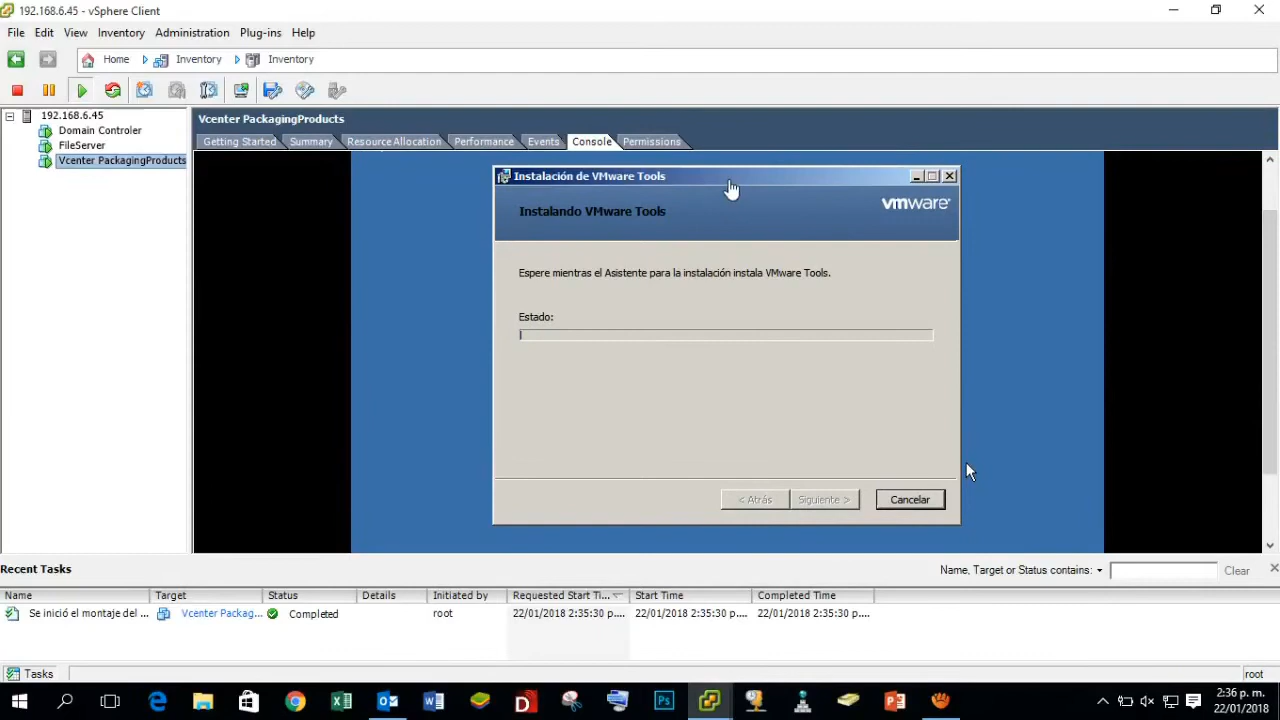 192.168.6.45 - vSphere Client
File Edit View Inventory Administration Plug-ins Help
Home Inventory Inventory
192.168.6.45
Domain Controler
FileServer
Vcenter PackagingProducts
Vcenter PackagingProducts
Getting Started Summary Resource Allocation Performance Events Console Permissions
Instalación de VMware Tools
Instalando VMware Tools
vmware
Espere mientras el Asistente para la instalación instala VMware Tools.
Estado:
< Atrás Siguiente > Cancelar
Recent Tasks
Name, Target or Status contains: Clear
Name Target Status Details Initiated by Requested Start Ti... Start Time Completed Time
Se inició el montaje del ... Vcenter Packag... Completed root 22/01/2018 2:35:30 p.... 22/01/2018 2:35:30 p.... 22/01/2018 2:35:30 p....
Tasks root
2:36 p. m.
22/01/2018